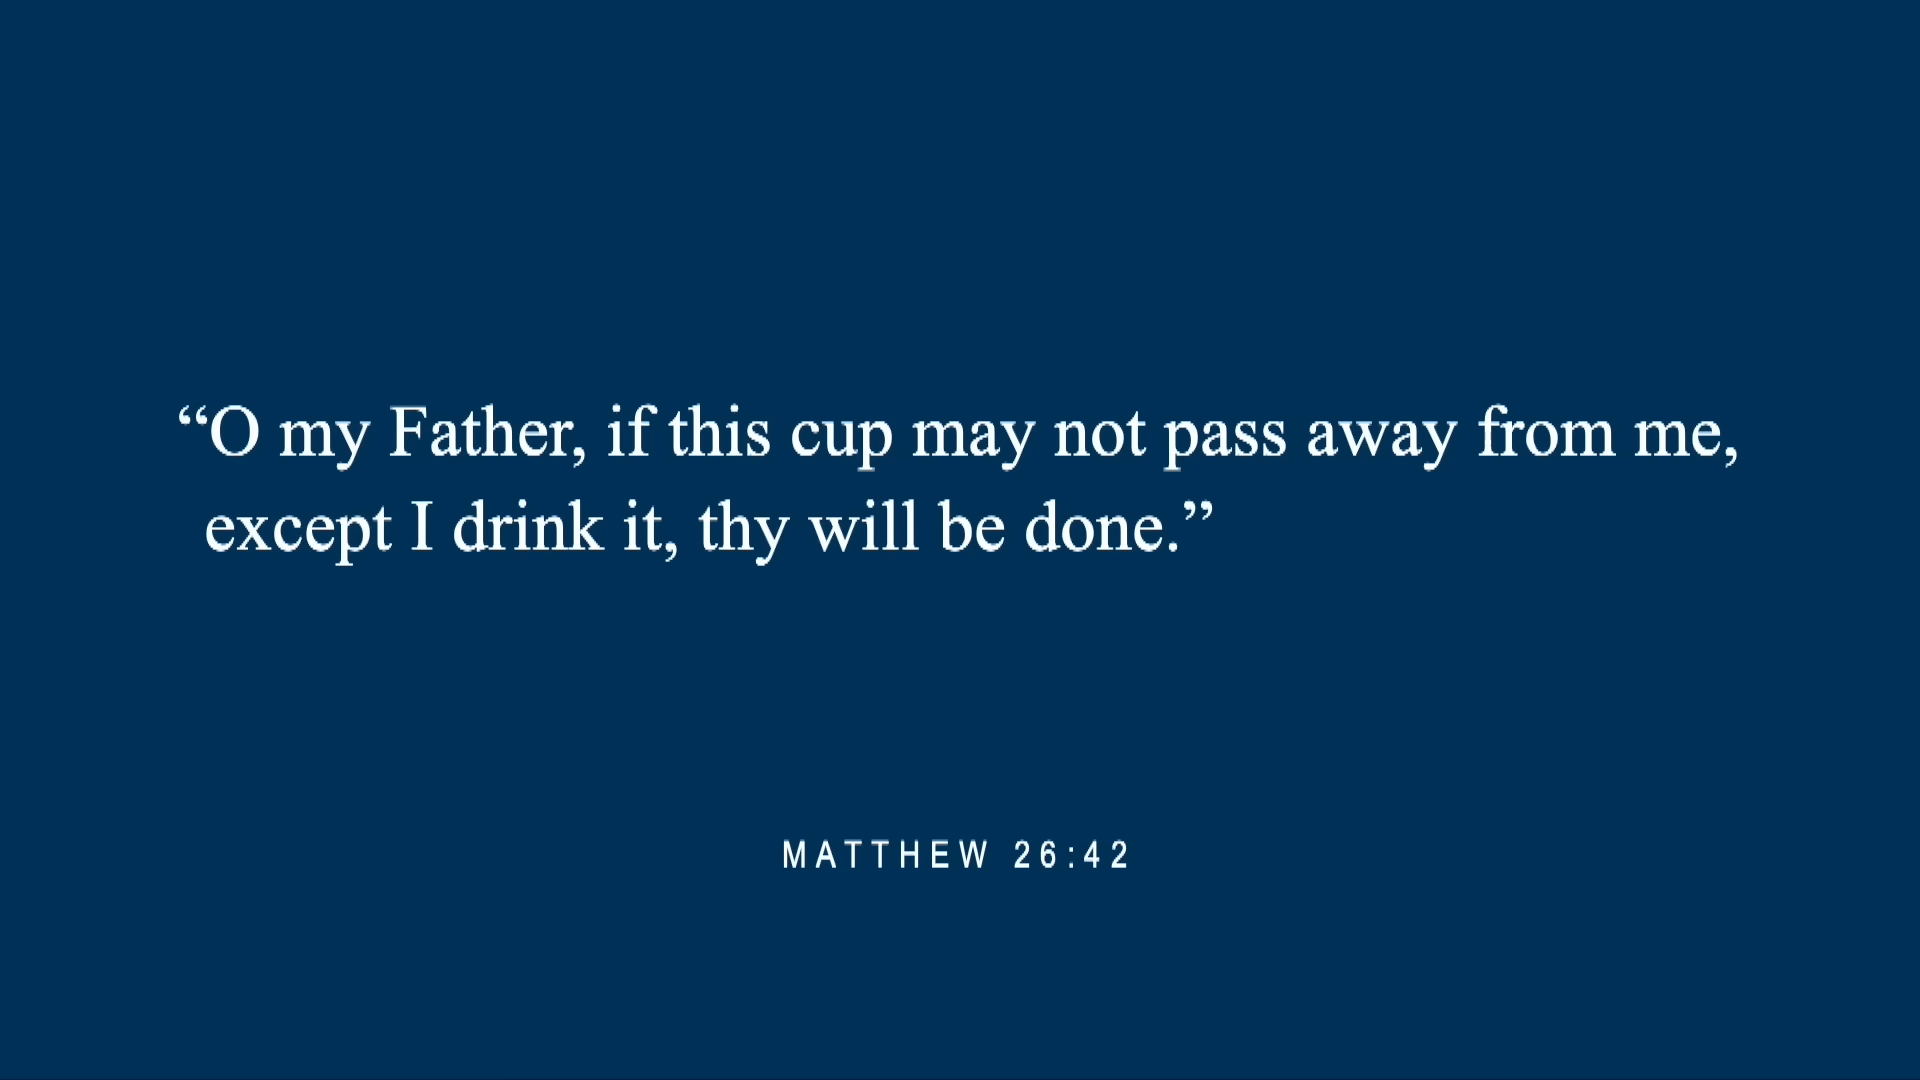 “O my Father, if this cup may not pass away from me,
except I drink it, thy will be done.”
MATTHEW 26:42